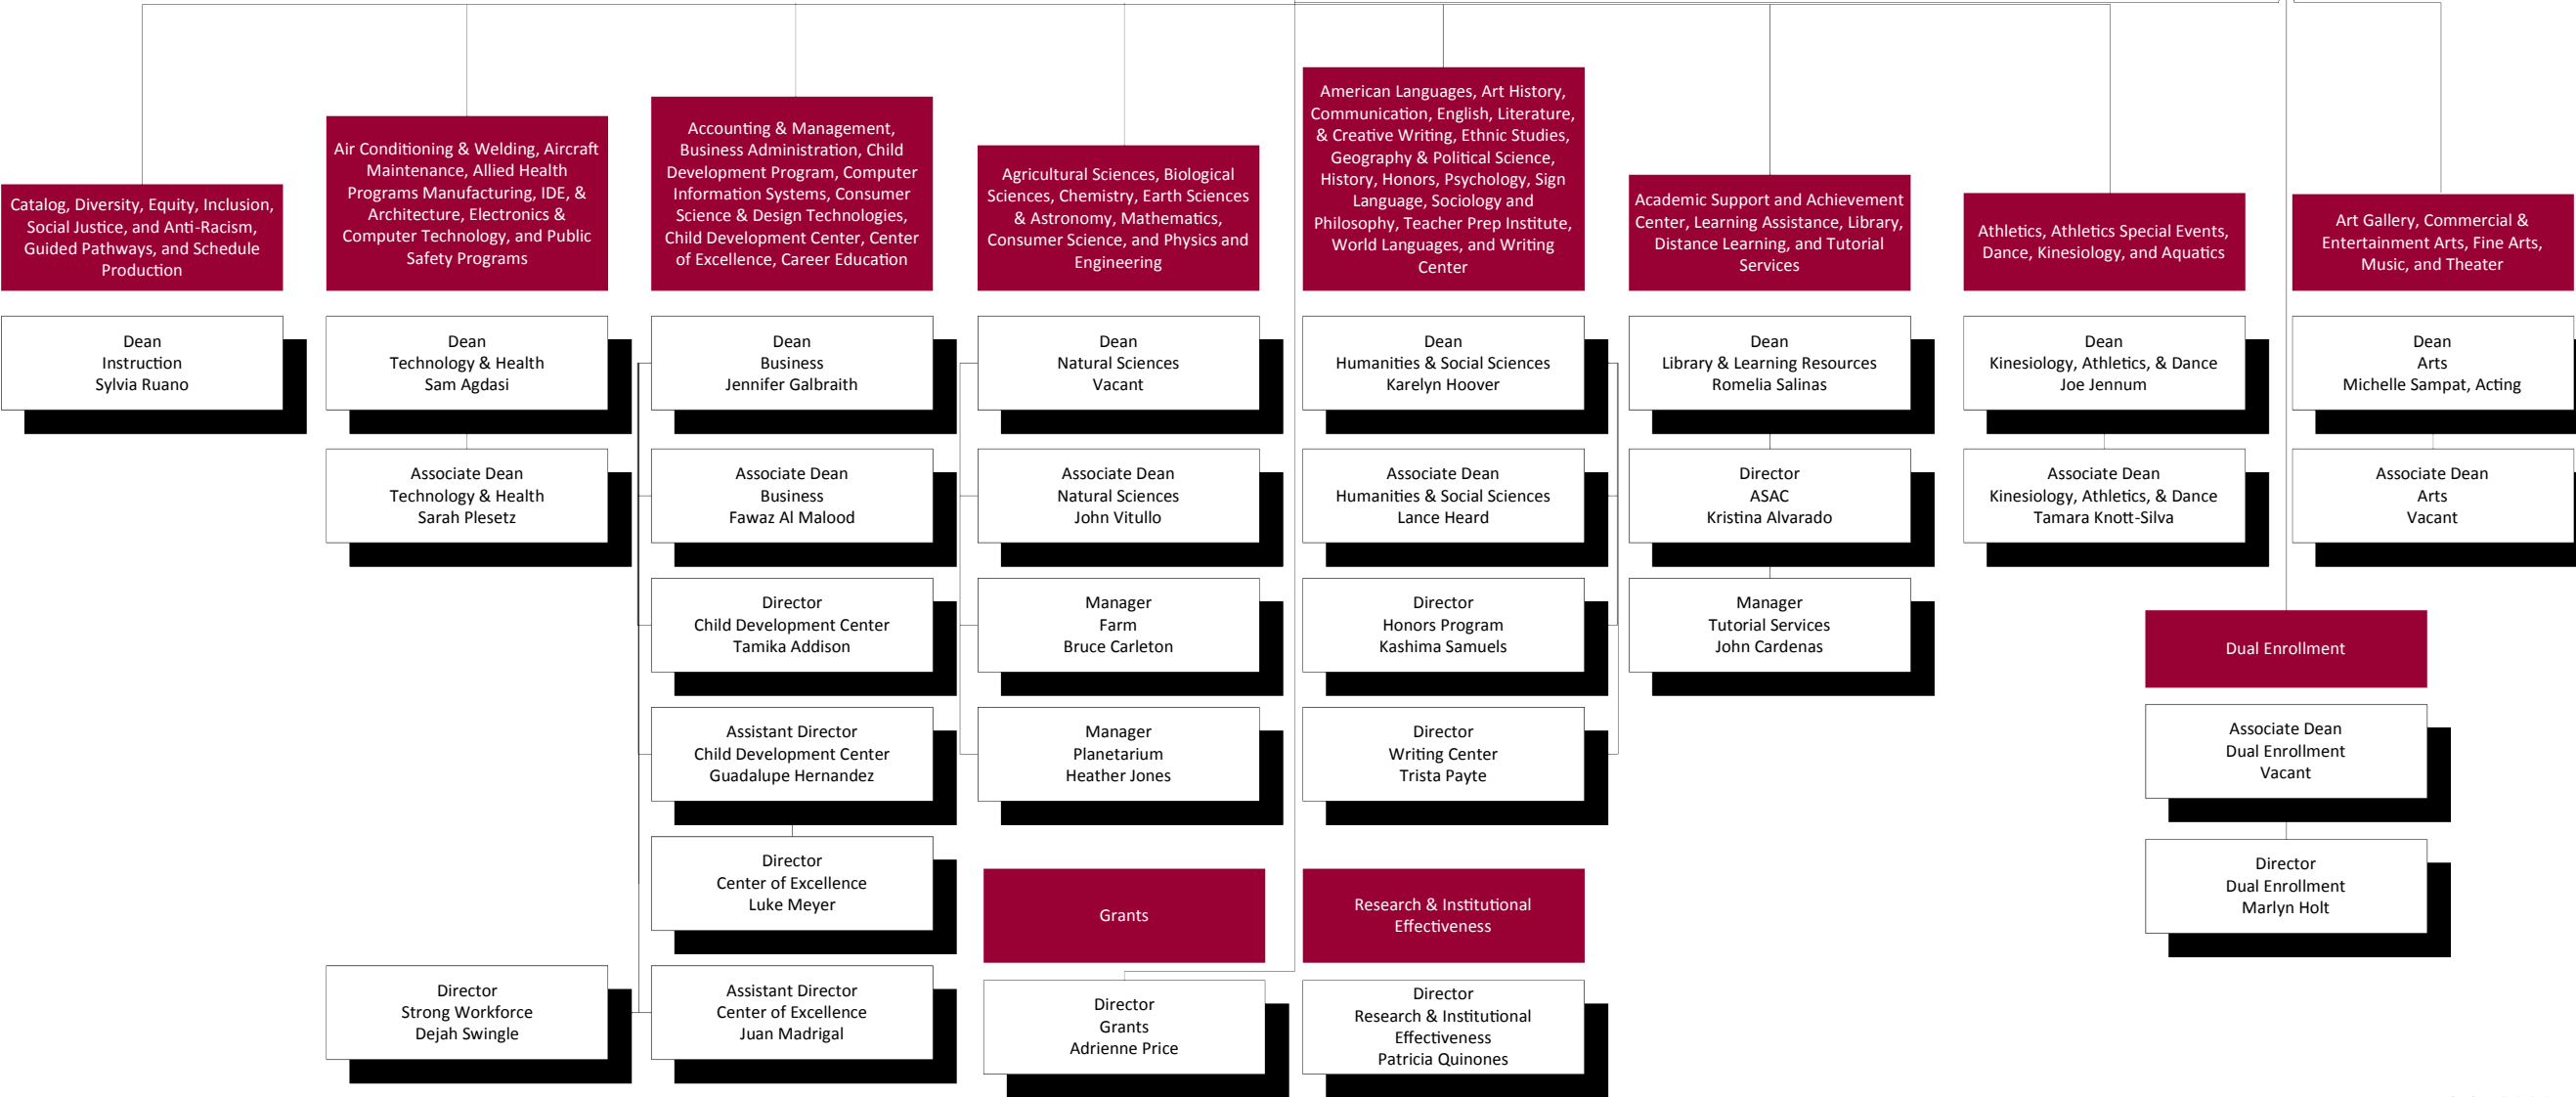 Catalog, Diversity, Equity, Inclusion,
Social Justice, and Anti-Racism,
Guided Pathways, and Schedule
Production
Dean
Instruction
Sylvia Ruano
Air Conditioning & Welding, Aircraft
Maintenance, Allied Health
Programs Manufacturing, IDE, &
Architecture, Electronics &
Computer Technology, and Public
Safety Programs
Dean
Technology & Health
Sam Agdasi
Associate Dean
Technology & Health
Sarah Plesetz
Director
Strong Workforce
Dejah Swingle
Accounting & Management,
Business Administration, Child
Development Program, Computer
Information Systems, Consumer
Science & Design Technologies,
Child Development Center, Center
of Excellence, Career Education
Dean
Business
Jennifer Galbraith
Associate Dean
Business
Fawaz Al Malood
Director
Child Development Center
Tamika Addison
Assistant Director
Child Development Center
Guadalupe Hernandez
Director
Center of Excellence
Luke Meyer
Assistant Director
Center of Excellence
Juan Madrigal
Agricultural Sciences, Biological
Sciences, Chemistry, Earth Sciences
& Astronomy, Mathematics,
Consumer Science, and Physics and
Engineering
Dean
Natural Sciences
Vacant
Associate Dean
Natural Sciences
John Vitullo
Manager
Farm
Bruce Carleton
Manager
Planetarium
Heather Jones
Grants
Director
Grants
Adrienne Price
American Languages, Art History,
Communication, English, Literature,
& Creative Writing, Ethnic Studies,
Geography & Political Science,
History, Honors, Psychology, Sign
Language, Sociology and
Philosophy, Teacher Prep Institute,
World Languages, and Writing
Center
Dean
Humanities & Social Sciences
Karelyn Hoover
Associate Dean
Humanities & Social Sciences
Lance Heard
Director
Honors Program
Kashima Samuels
Director
Writing Center
Trista Payte
Research & Institutional
Effectiveness
Director
Research & Institutional
Effectiveness
Patricia Quinones
Academic Support and Achievement
Center, Learning Assistance, Library,
Distance Learning, and Tutorial
Services
Dean
Library & Learning Resources
Romelia Salinas
Director
ASAC
Kristina Alvarado
Manager
Tutorial Services
John Cardenas
Athletics, Athletics Special Events,
Dance, Kinesiology, and Aquatics
Dean
Kinesiology, Athletics, & Dance
Joe Jennum
Associate Dean
Kinesiology, Athletics, & Dance
Tamara Knott-Silva
Art Gallery, Commercial &
Entertainment Arts, Fine Arts,
Music, and Theater
Dean
Arts
Michelle Sampat, Acting
Associate Dean
Arts
Vacant
Dual Enrollment
Associate Dean
Dual Enrollment
Vacant
Director
Dual Enrollment
Marlyn Holt